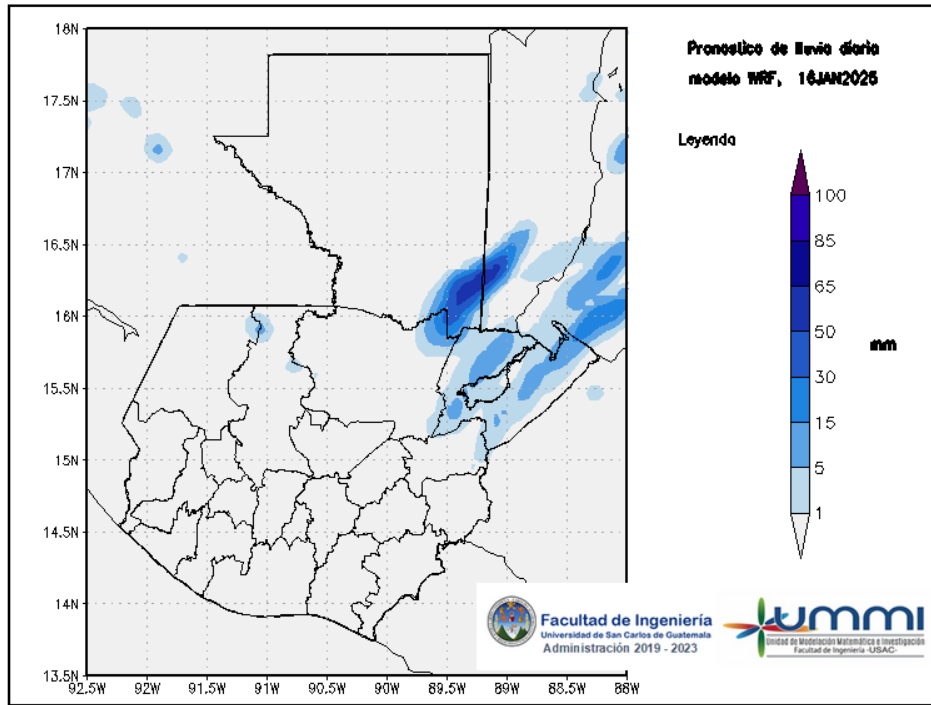 Pronostico de lluvia diaria
modelo WRF, 16JAN2025
Leyenda
18N
17.5N
17N
16.5N
16N
15.5N
15N
14.5N
14N
13.5N
92.5W 92W 91.5W 91W 90.5W 90W 89.5W 89W 88.5W 88W
100
85
65
50
30
15
5
1
mm
Facultad de Ingeniería
Universidad de San Carlos de Guatemala
Administración 2019 - 2023
ummi
Unidad de Modelación Matemática e Investigación
Facultad de Ingeniería -USAC-